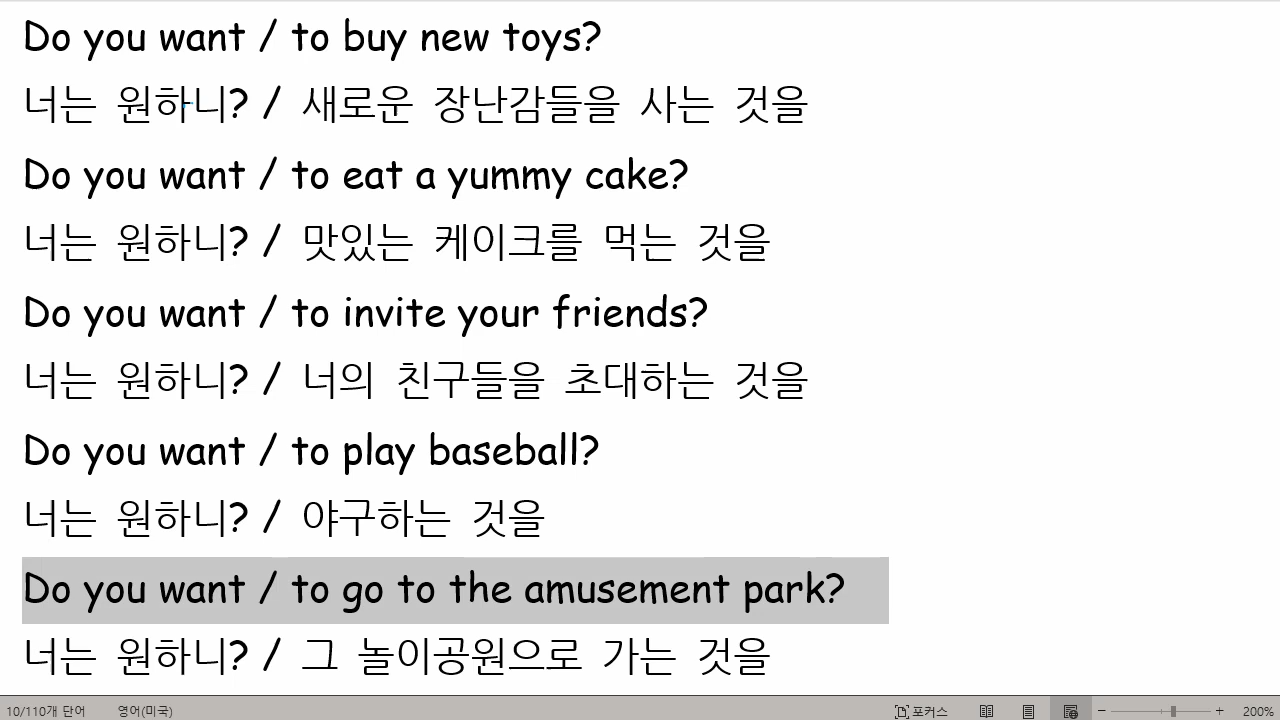 Do you want / to buy new toys?
너는 원하니? / 새로운 장난감들을 사는 것을
Do you want / to eat a yummy cake?
너는 원하니? / 맛있는 케이크를 먹는 것을
Do you want / to invite your friends?
너는 원하니? / 너의 친구들을 초대하는 것을
Do you want / to play baseball?
너는 원하니? / 야구하는 것을
Do you want / to go to the amusement park?
너는 원하니? / 그 놀이공원으로 가는 것을
10/110개 단어 영어(미국) 포커스 200%